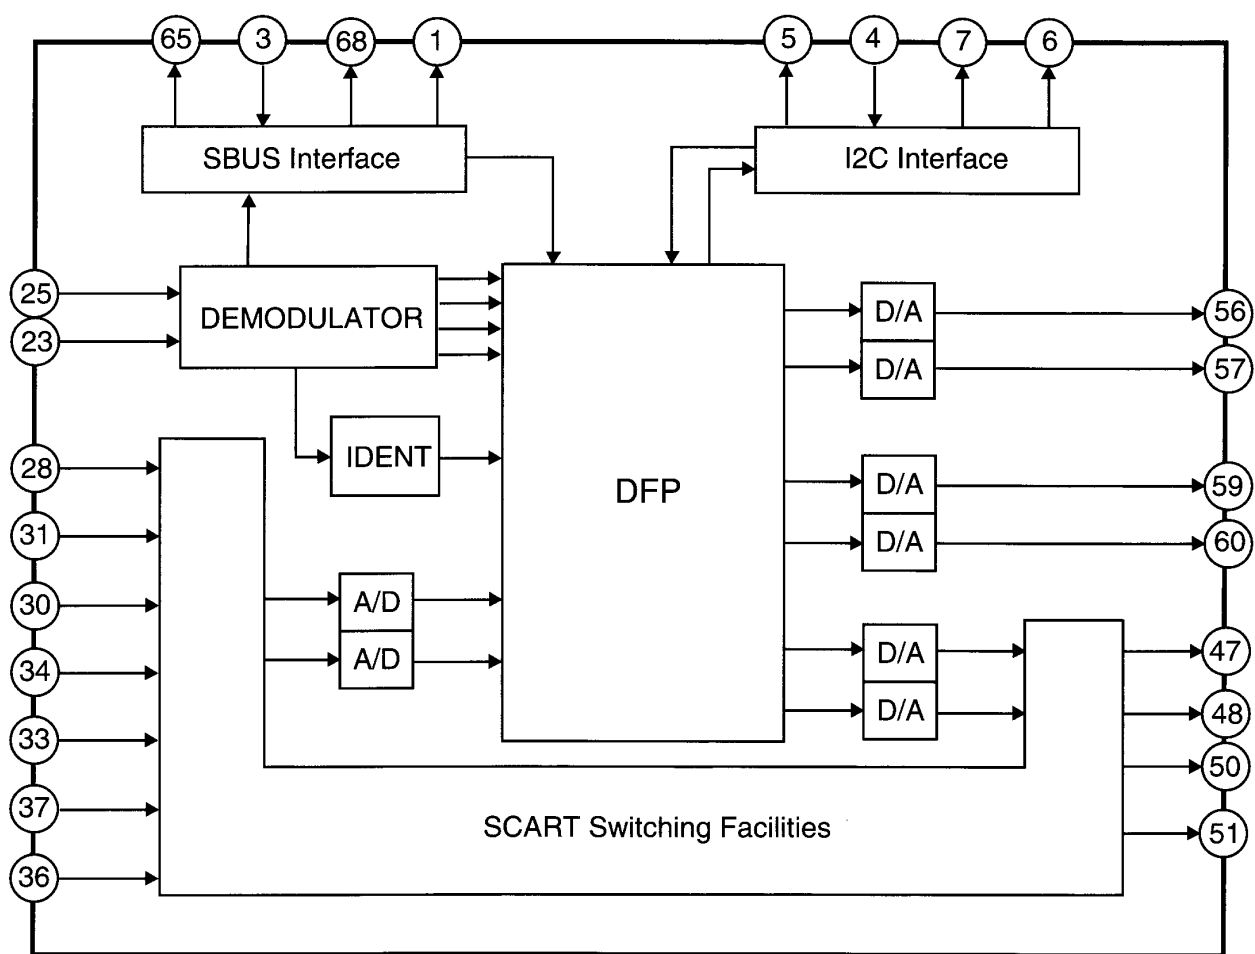 65 3 68 1 5 4 7 6
SBUS Interface
I2C Interface
25
23
DEMODULATOR
D/A
56
D/A
57
28
IDENT
DFP
D/A
59
31
D/A
60
30
A/D
34
A/D
D/A
47
D/A
48
33
50
37
SCART Switching Facilities
51
36